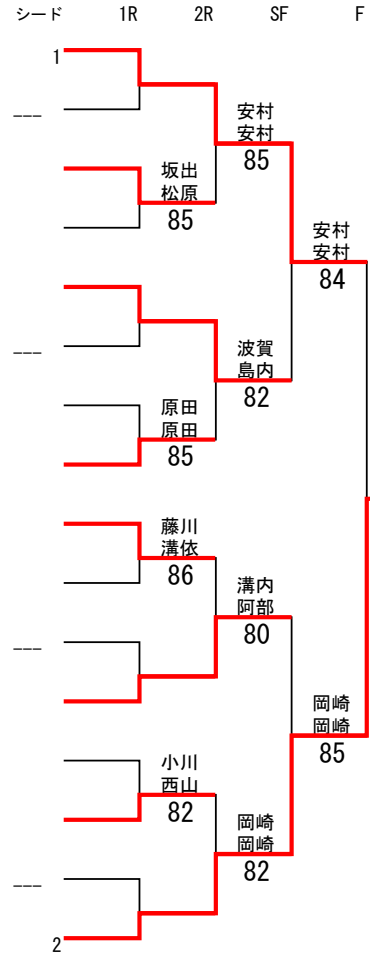 シード 1R 2R SF F
1
---
安村
安村
85
坂出
松原
85
安村
安村
84
---
波賀
島内
82
原田
原田
85
藤川
溝依
86
溝内
阿部
80
---
岡崎
岡崎
85
小川
西山
82
岡崎
岡崎
82
---
2